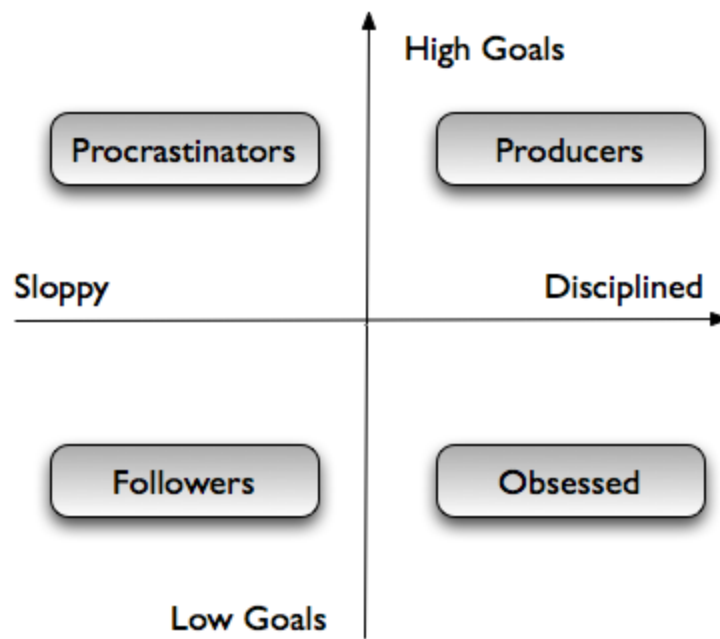 High Goals
Procrastinators
Producers
Sloppy
Disciplined
Followers
Obsessed
Low Goals